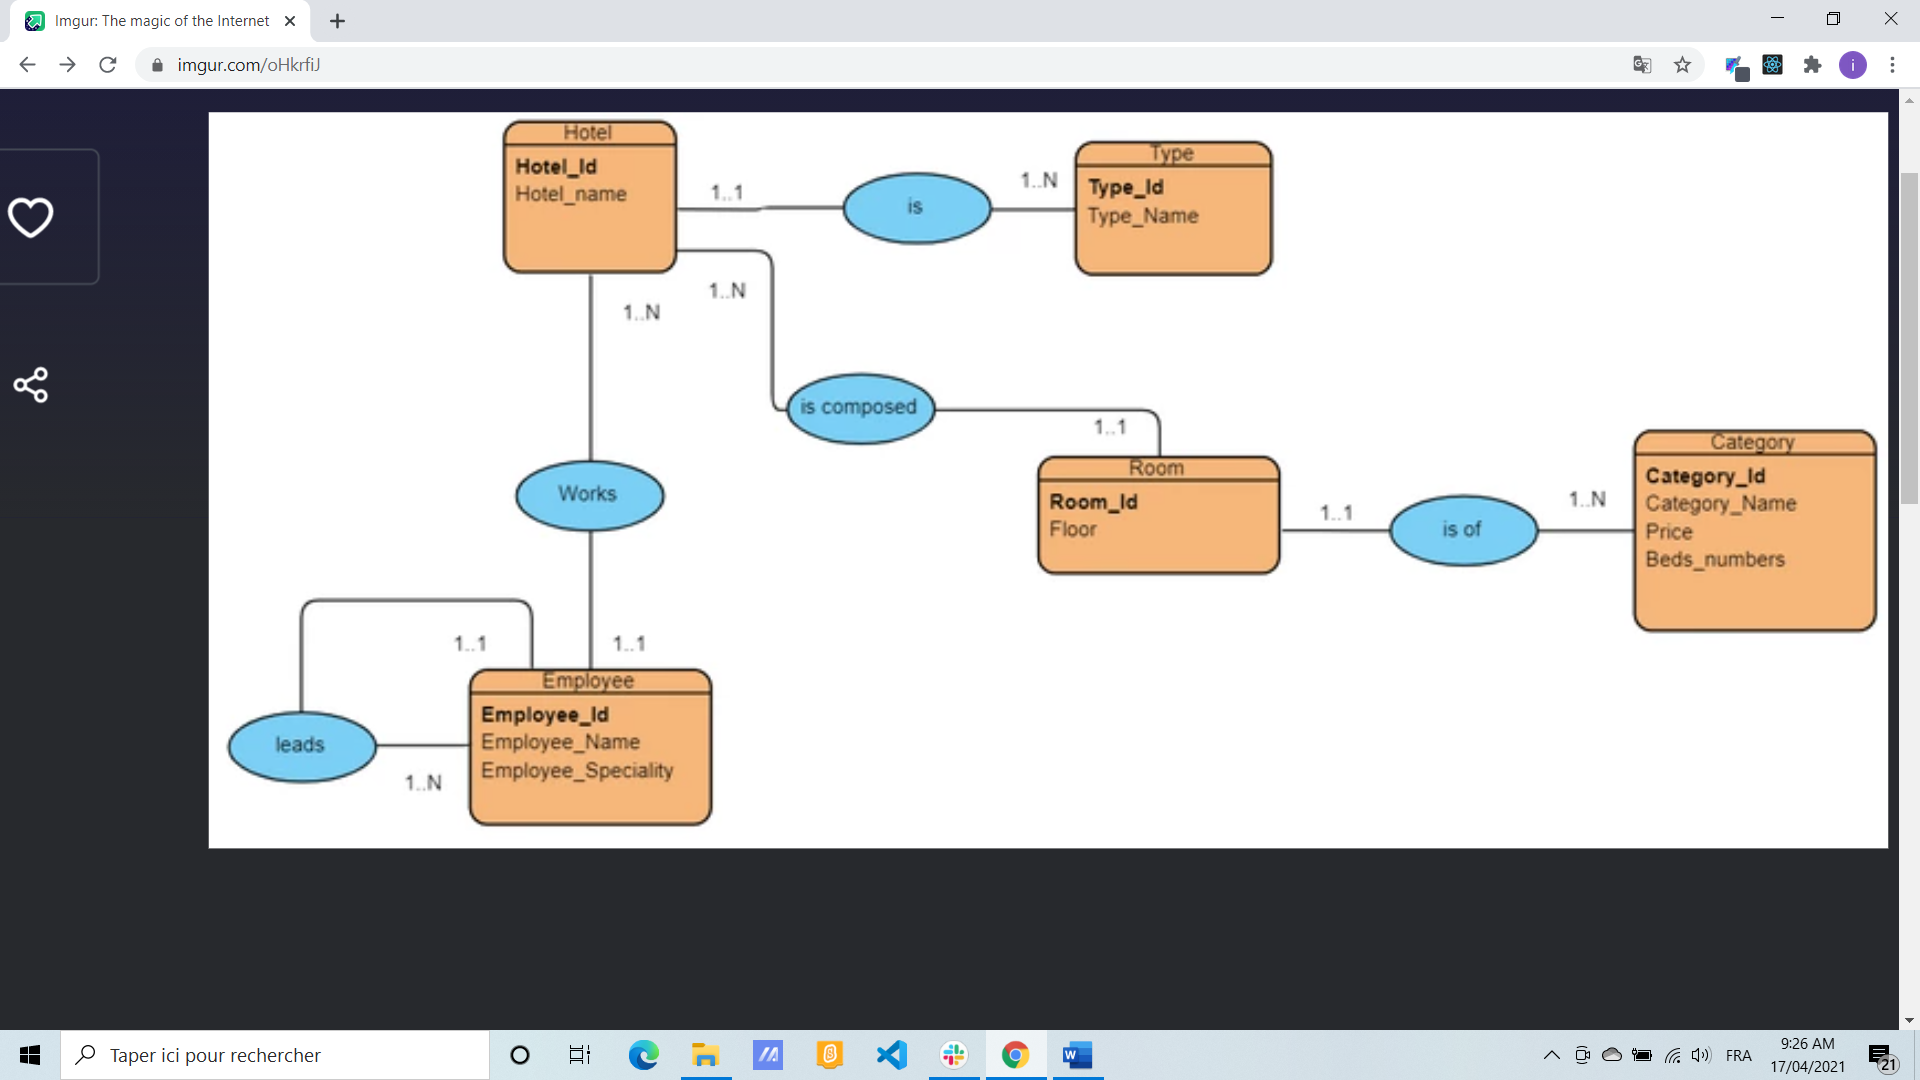 Imgur: The magic of the Internet
imgur.com/oHkrfiJ
i
Hotel
Hotel_Id
Hotel_name
1..1
is
1..N
Type
Type_Id
Type_Name
1..N
1..N
is composed
1..1
Works
Room
Room_Id
Floor
1..1
is of
1..N
Category
Category_Id
Category_Name
Price
Beds_numbers
1..1
1..1
leads
1..N
Employee
Employee_Id
Employee_Name
Employee_Speciality
Taper ici pour rechercher
W
FRA
9:26 AM
17/04/2021
21